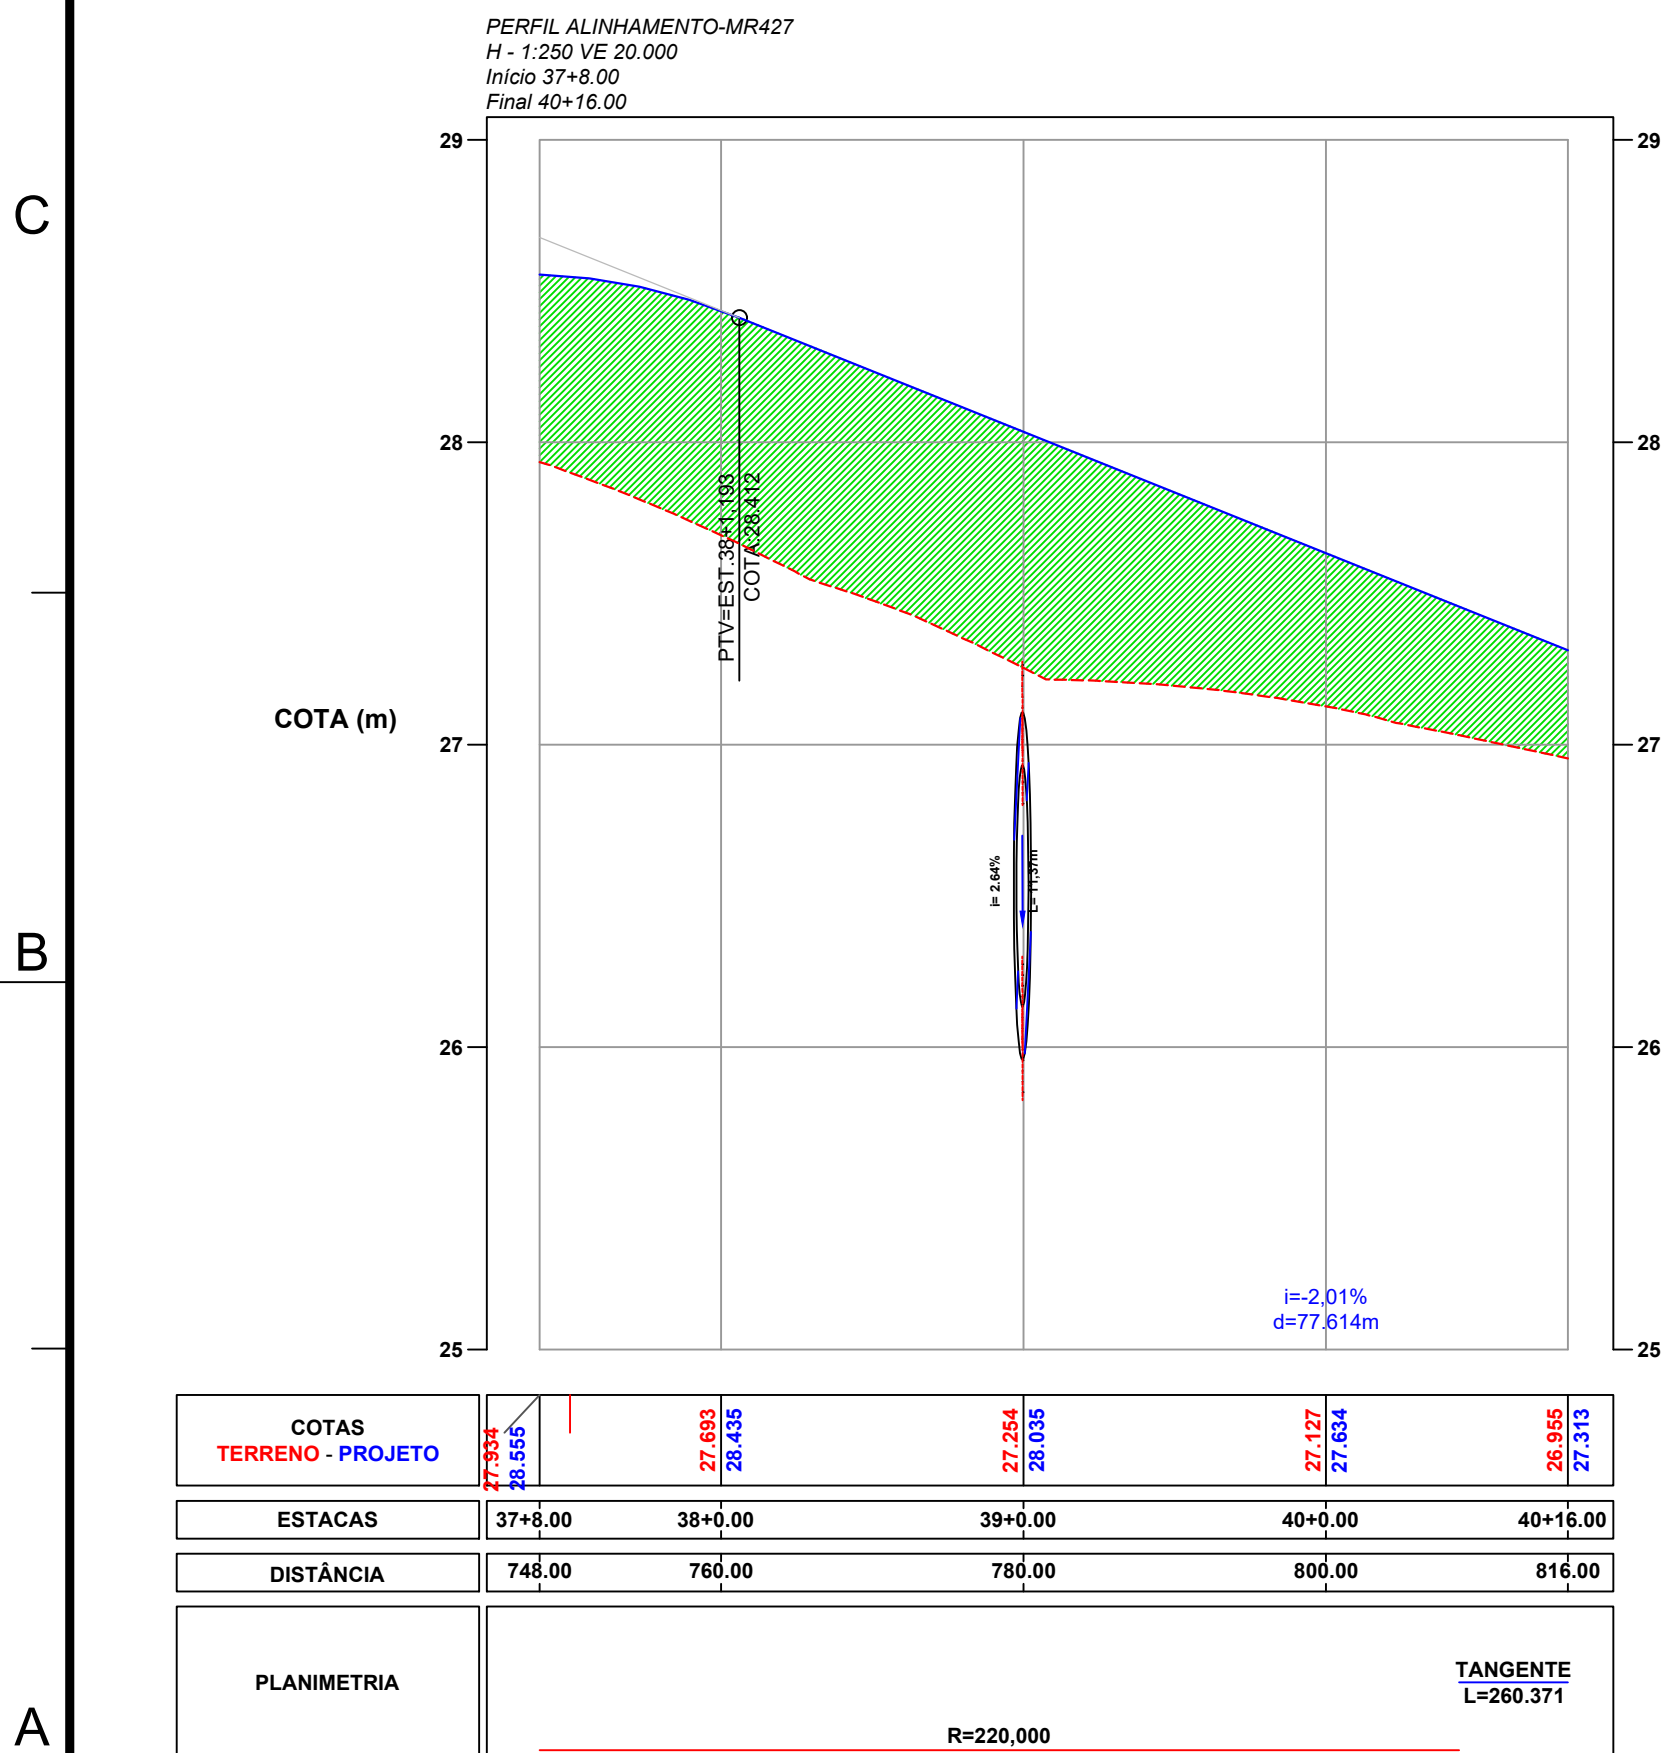 PERFIL ALINHAMENTO-MR427
H - 1:250 VE 20.000
Início 37+8.00
Final 40+16.00
C
B
A
29
28
27
26
25
29
28
27
26
25
COTA (m)
PTV=EST.38+1,193
COTA:28.412
i= 2.64%
L= 11,37m
i=-2,01%
d=77.614m
COTAS
TERRENO - PROJETO
27.934
28.555
27.693
28.435
27.254
28.035
27.127
27.634
26.955
27.313
ESTACAS
37+8.00 38+0.00 39+0.00 40+0.00 40+16.00
DISTÂNCIA
748.00 760.00 780.00 800.00 816.00
PLANIMETRIA
TANGENTE
L=260.371
R=220,000